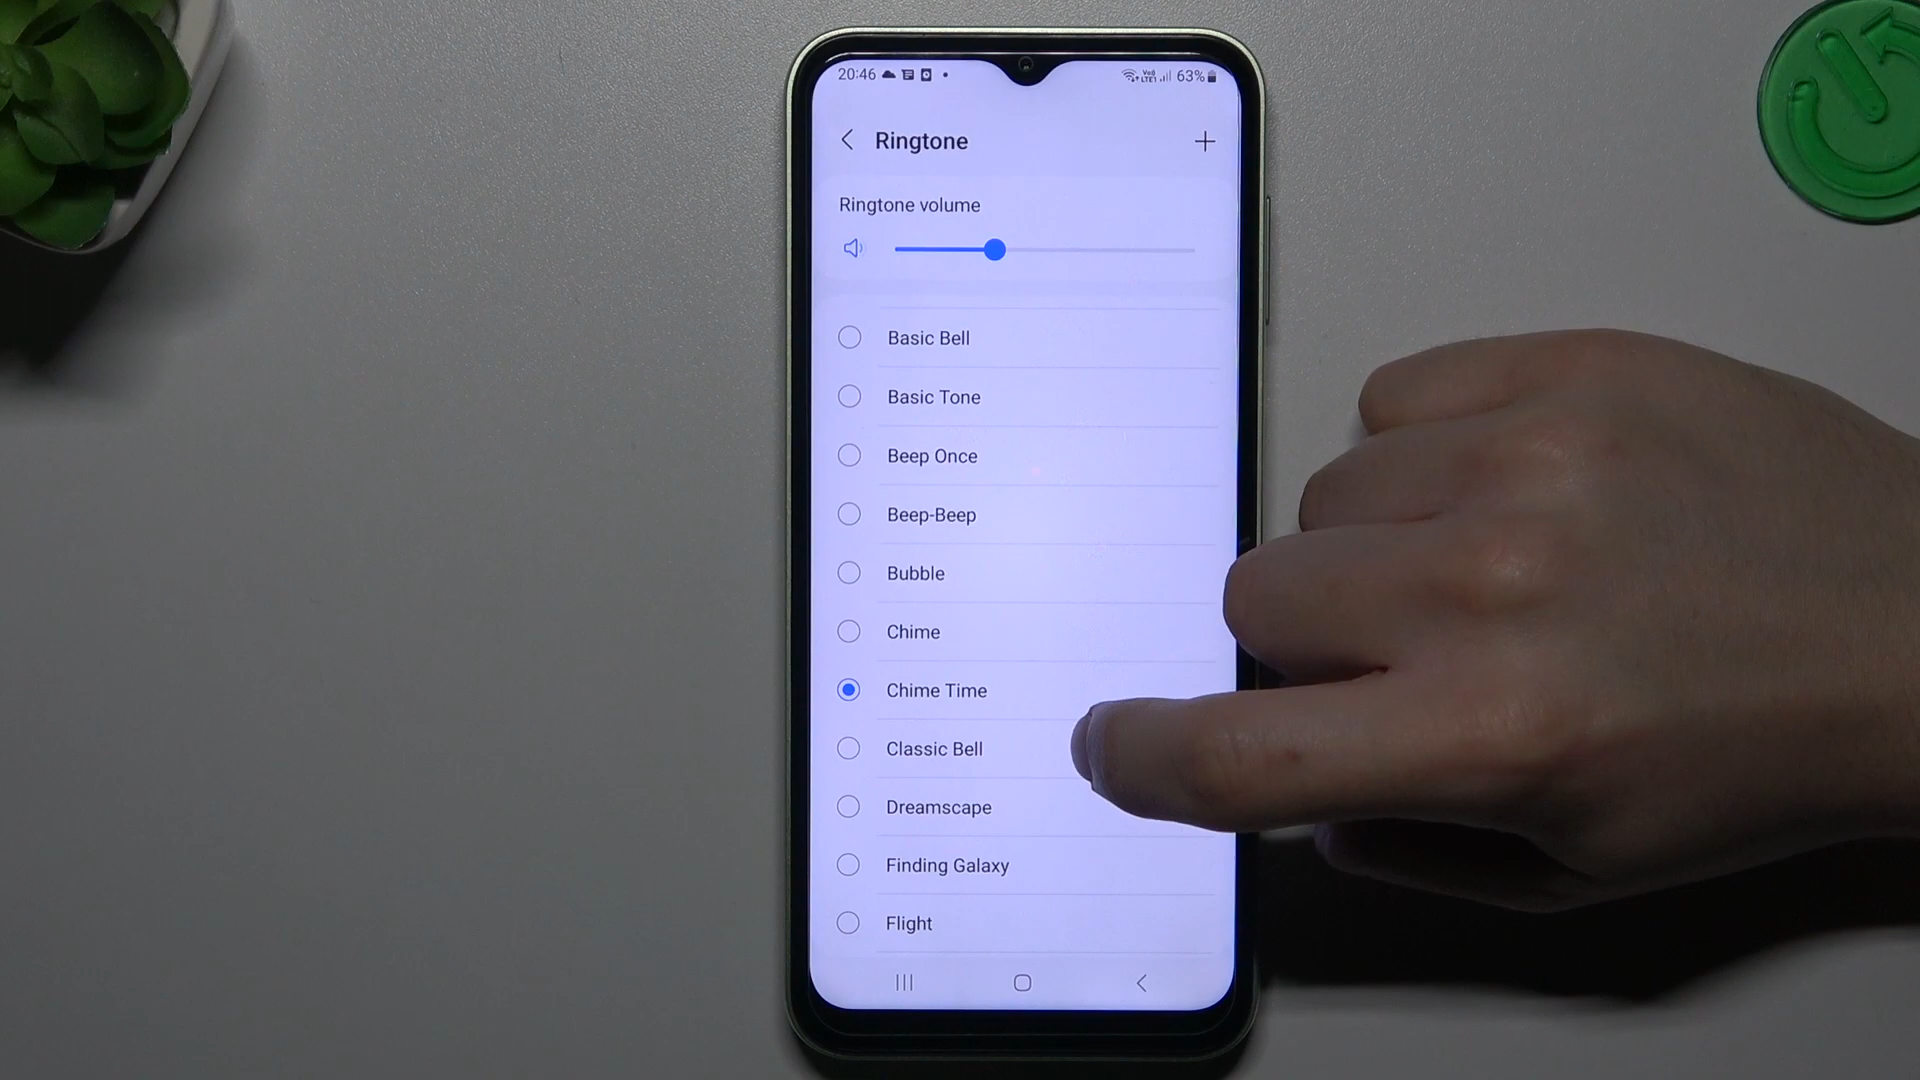 20:46 63%
Ringtone
Ringtone volume
Basic Bell
Basic Tone
Beep Once
Beep-Beep
Bubble
Chime
Chime Time
Classic Bell
Dreamscape
Finding Galaxy
Flight